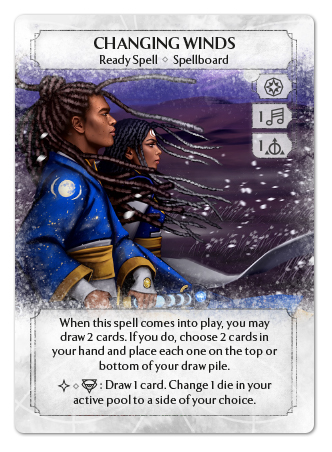 CHANGING WINDS
Ready Spell ◇ Spellboard
1
1
When this spell comes into play, you may
draw 2 cards. If you do, choose 2 cards in
your hand and place each one on the top or
bottom of your draw pile.
◇ : Draw 1 card. Change 1 die in your
active pool to a side of your choice.